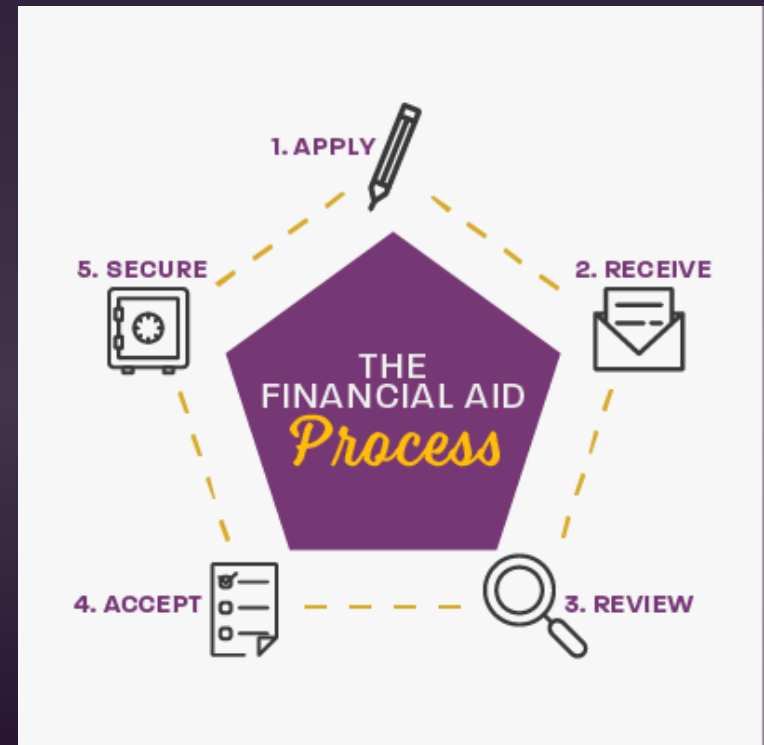 1. APPLY
5. SECURE
2. RECEIVE
THE
FINANCIAL AID
Process
4. ACCEPT
3. REVIEW